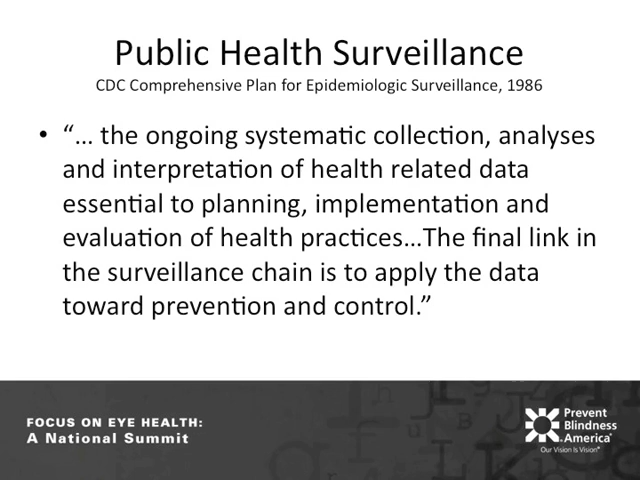 Public Health Surveillance
CDC Comprehensive Plan for Epidemiologic Surveillance, 1986
• “… the ongoing systematic collection, analyses
and interpretation of health related data
essential to planning, implementation and
evaluation of health practices…The final link in
the surveillance chain is to apply the data
toward prevention and control.”
FOCUS ON EYE HEALTH:
A National Summit
Prevent
Blindness
America®
Our Vision Is Vision®